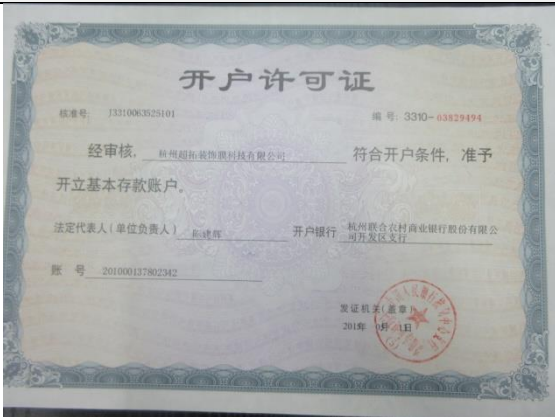 开户许可证
核准号: J3310063525101
编号: 3310-03829494
经审核, 杭州超拓装饰膜科技有限公司 符合开户条件, 准予
开立基本存款账户。
法定代表人(单位负责人) 陈建辉 开户银行 杭州联合农村商业银行股份有限公
司开发区支行
账 号 201000137802342
发证机关(盖章)